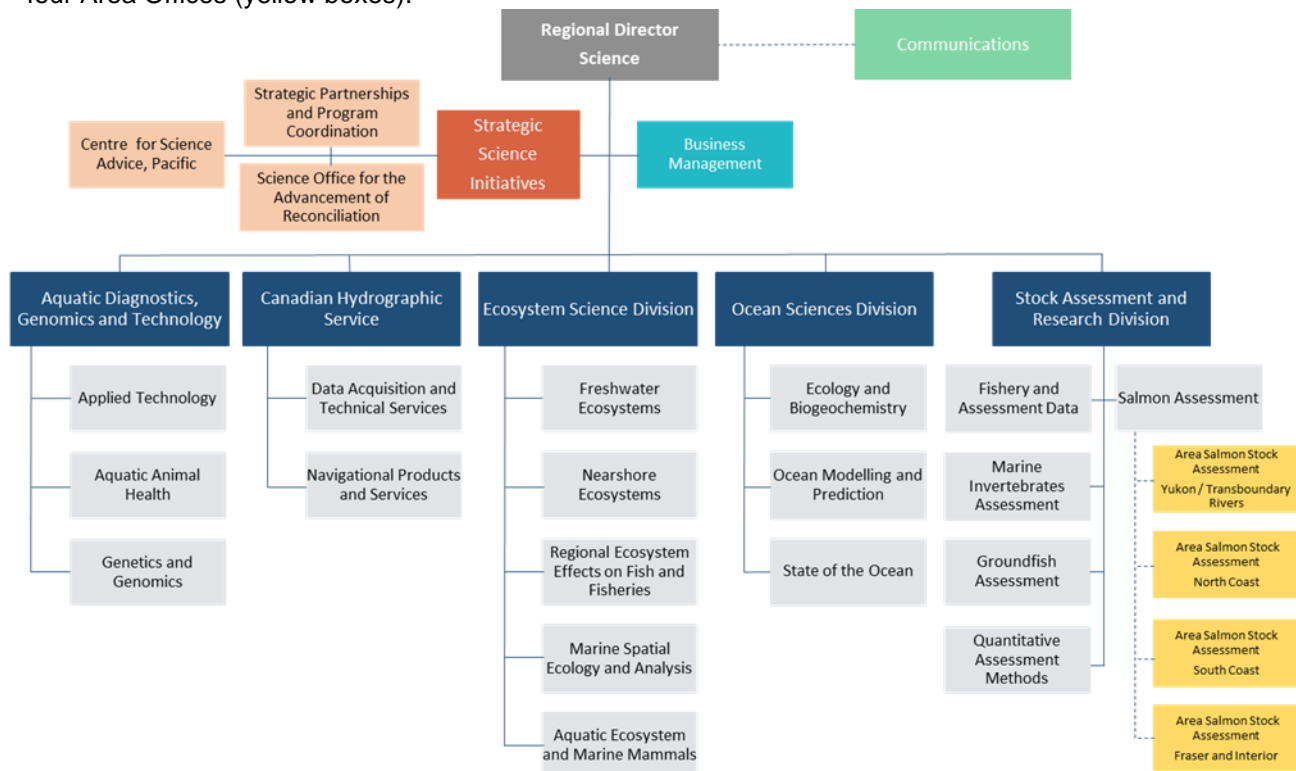 four Area Offices (yellow boxes).
Regional Director
Science
Communications
Strategic Partnerships
and Program
Coordination
Centre for Science
Advice, Pacific
Science Office for the
Advancement of
Reconciliation
Strategic
Science
Initiatives
Business
Management
Aquatic Diagnostics,
Genomics and Technology
Canadian Hydrographic
Service
Ecosystem Science Division
Ocean Sciences Division
Stock Assessment and
Research Division
Applied Technology
Aquatic Animal
Health
Genetics and
Genomics
Data Acquisition and
Technical Services
Navigational Products
and Services
Freshwater
Ecosystems
Nearshore
Ecosystems
Regional Ecosystem
Effects on Fish and
Fisheries
Marine Spatial
Ecology and Analysis
Aquatic Ecosystem
and Marine Mammals
Ecology and
Biogeochemistry
Ocean Modelling and
Prediction
State of the Ocean
Fishery and
Assessment Data
Marine
Invertebrates
Assessment
Groundfish
Assessment
Quantitative
Assessment
Methods
Salmon Assessment
Area Salmon Stock
Assessment
Yukon / Transboundary
Rivers
Area Salmon Stock
Assessment
North Coast
Area Salmon Stock
Assessment
South Coast
Area Salmon Stock
Assessment
Fraser and Interior